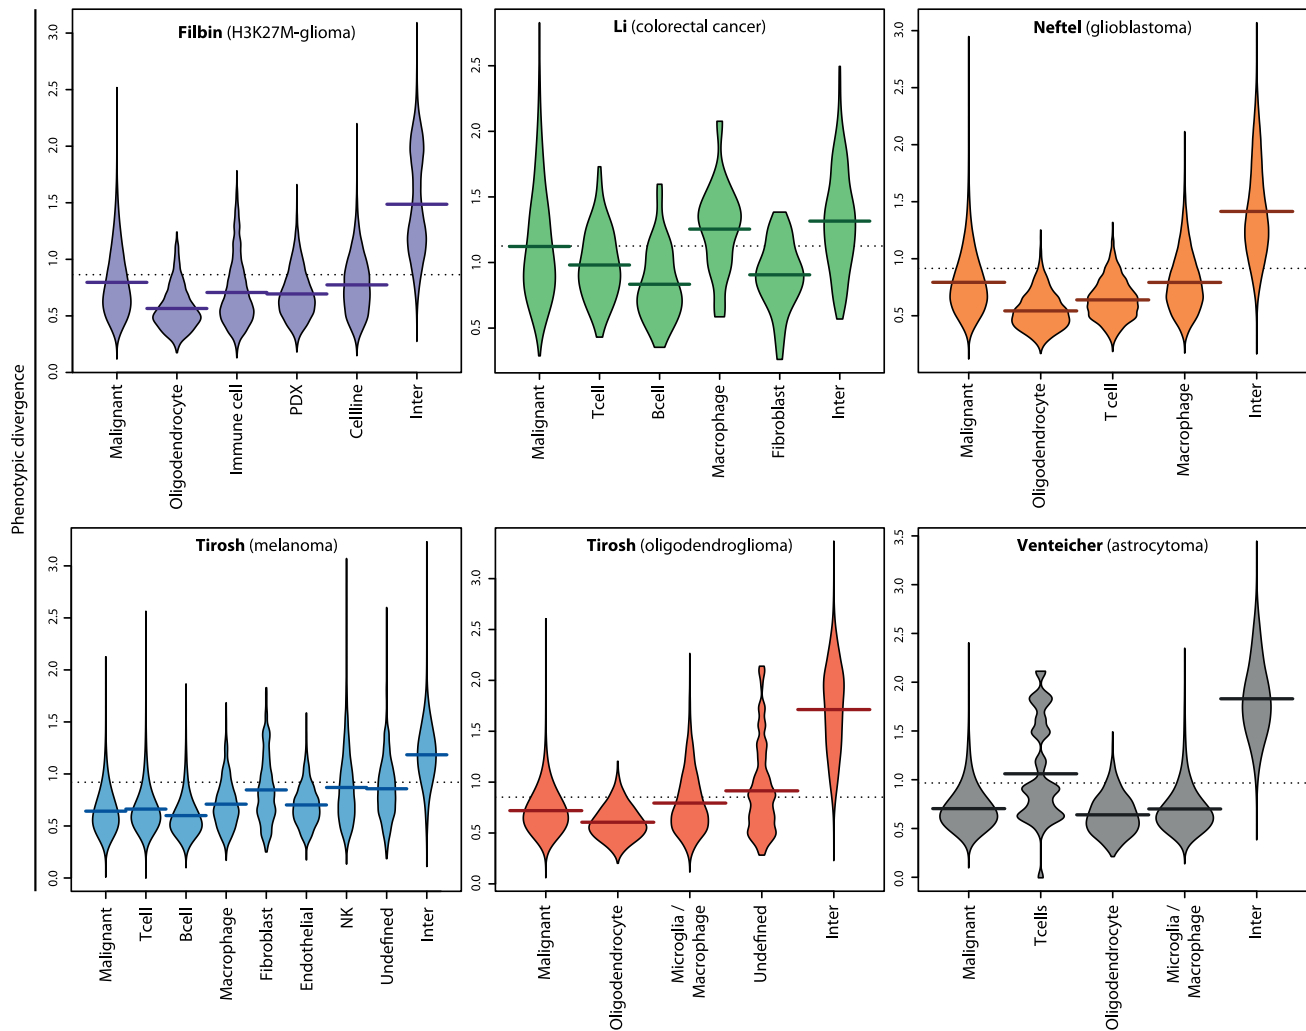 Phenotypic divergence
Filbin (H3K27M-glioma)
3.0
2.5
2.0
1.5
1.0
0.5
0.0
Malignant
Oligodendrocyte
Immune cell
PDX
Cellline
Inter
Li (colorectal cancer)
2.5
2.0
1.5
1.0
0.5
Malignant
Tcell
Bcell
Macrophage
Fibroblast
Inter
Neftel (glioblastoma)
3.0
2.5
2.0
1.5
1.0
0.5
Malignant
Oligodendrocyte
T cell
Macrophage
Inter
Tirosh (melanoma)
3.0
2.5
2.0
1.5
1.0
0.5
0.0
Malignant
Tcell
Bcell
Macrophage
Fibroblast
Endothelial
NK
Undefined
Inter
Tirosh (oligodendroglioma)
3.0
2.5
2.0
1.5
1.0
0.5
0.0
Malignant
Oligodendrocyte
Microglia /
Macrophage
Undefined
Inter
Venteicher (astrocytoma)
3.5
3.0
2.5
2.0
1.5
1.0
0.5
0.0
Malignant
Tcells
Oligodendrocyte
Microglia /
Macrophage
Inter